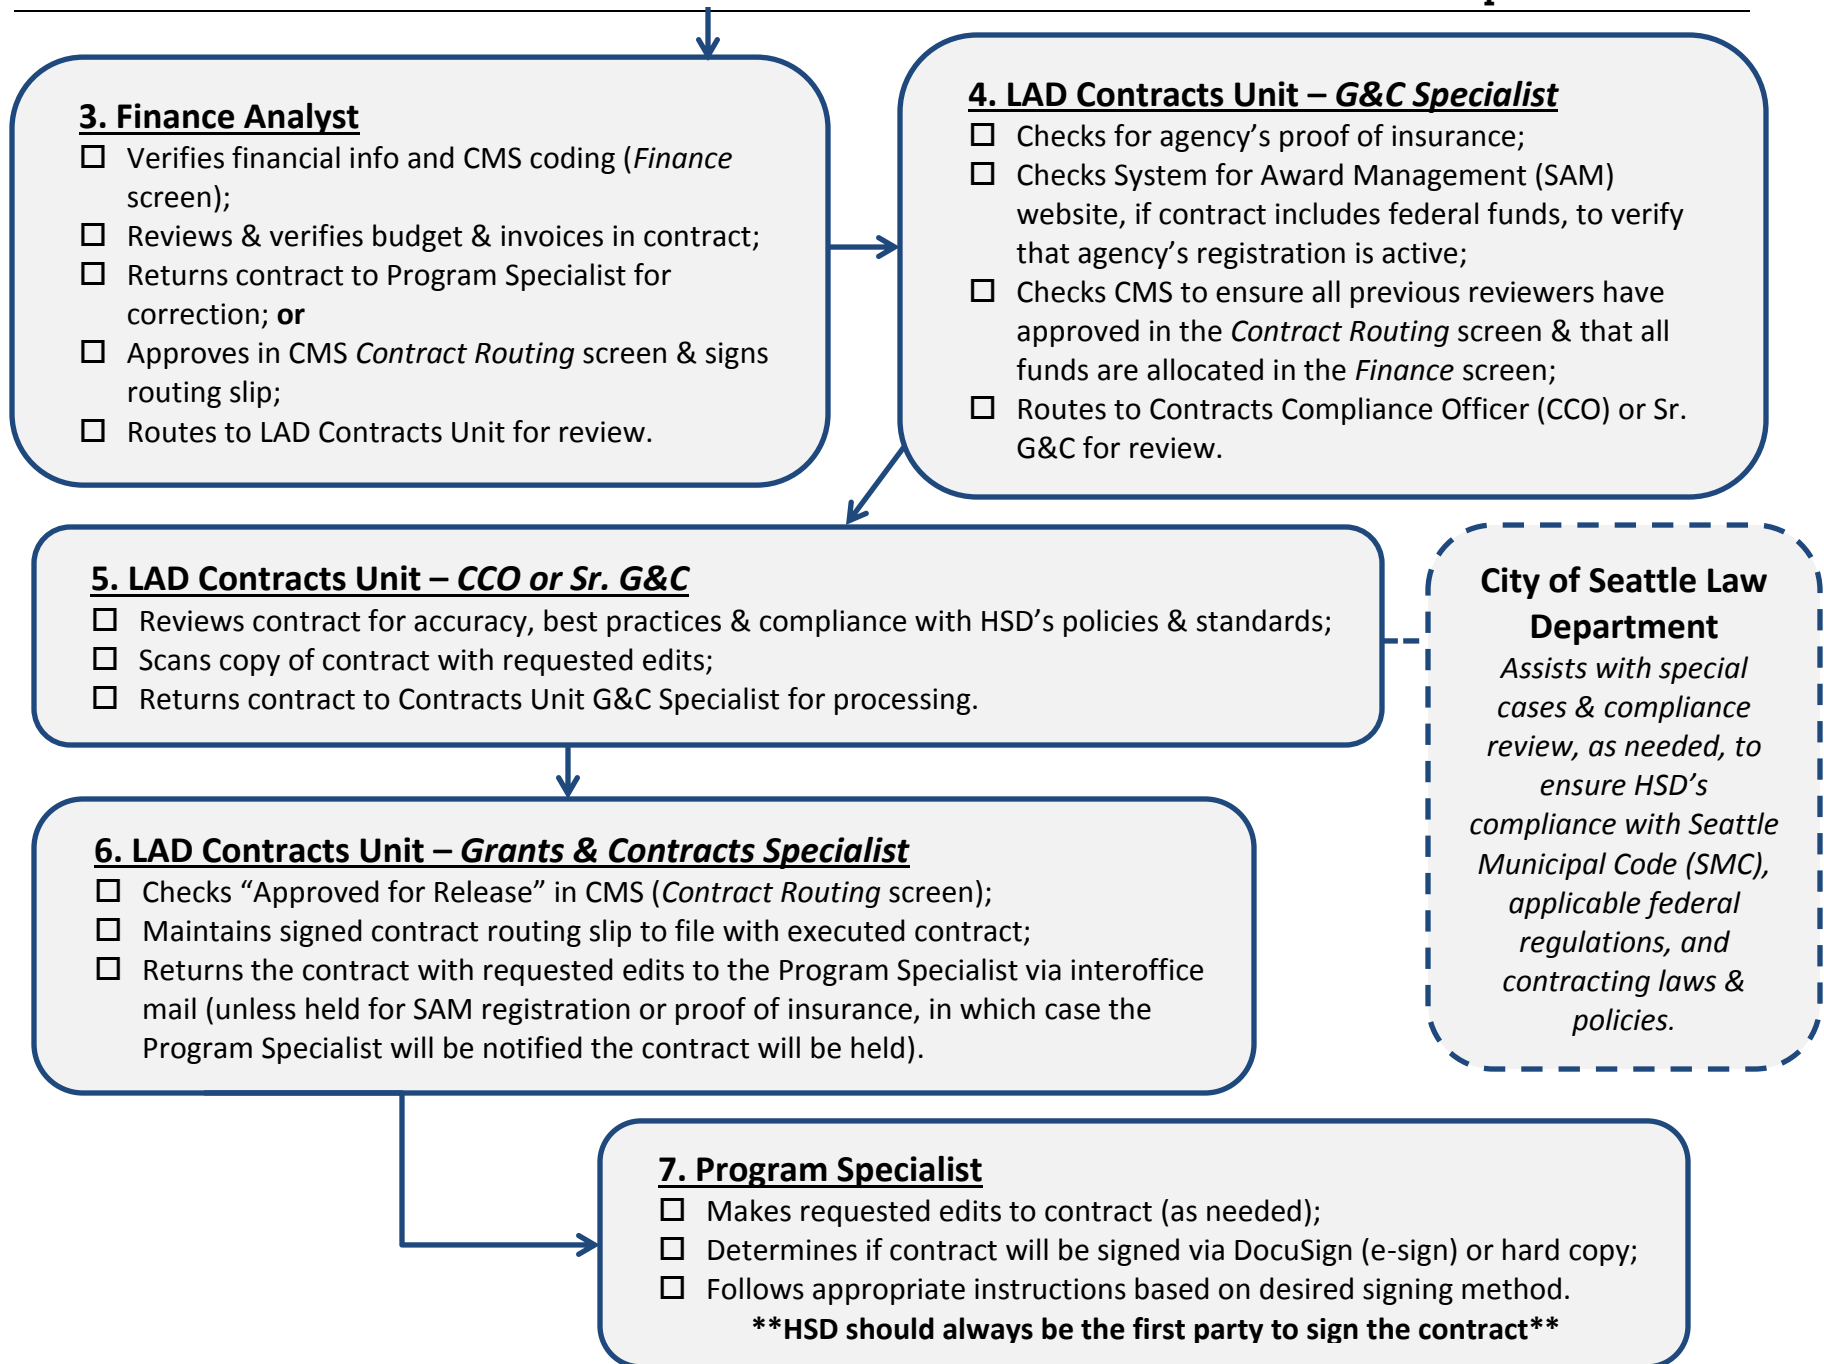 3. Finance Analyst
☐ Verifies financial info and CMS coding (Finance
screen);
☐ Reviews & verifies budget & invoices in contract;
☐ Returns contract to Program Specialist for
correction; or
☐ Approves in CMS Contract Routing screen & signs
routing slip;
☐ Routes to LAD Contracts Unit for review.
4. LAD Contracts Unit – G&C Specialist
☐ Checks for agency’s proof of insurance;
☐ Checks System for Award Management (SAM)
website, if contract includes federal funds, to verify
that agency’s registration is active;
☐ Checks CMS to ensure all previous reviewers have
approved in the Contract Routing screen & that all
funds are allocated in the Finance screen;
☐ Routes to Contracts Compliance Officer (CCO) or Sr.
G&C for review.
5. LAD Contracts Unit – CCO or Sr. G&C
☐ Reviews contract for accuracy, best practices & compliance with HSD’s policies & standards;
☐ Scans copy of contract with requested edits;
☐ Returns contract to Contracts Unit G&C Specialist for processing.
City of Seattle Law
Department
Assists with special
cases & compliance
review, as needed, to
ensure HSD’s
compliance with Seattle
Municipal Code (SMC),
applicable federal
regulations, and
contracting laws &
policies.
6. LAD Contracts Unit – Grants & Contracts Specialist
☐ Checks “Approved for Release” in CMS (Contract Routing screen);
☐ Maintains signed contract routing slip to file with executed contract;
☐ Returns the contract with requested edits to the Program Specialist via interoffice
mail (unless held for SAM registration or proof of insurance, in which case the
Program Specialist will be notified the contract will be held).
7. Program Specialist
☐ Makes requested edits to contract (as needed);
☐ Determines if contract will be signed via DocuSign (e-sign) or hard copy;
☐ Follows appropriate instructions based on desired signing method.
**HSD should always be the first party to sign the contract**